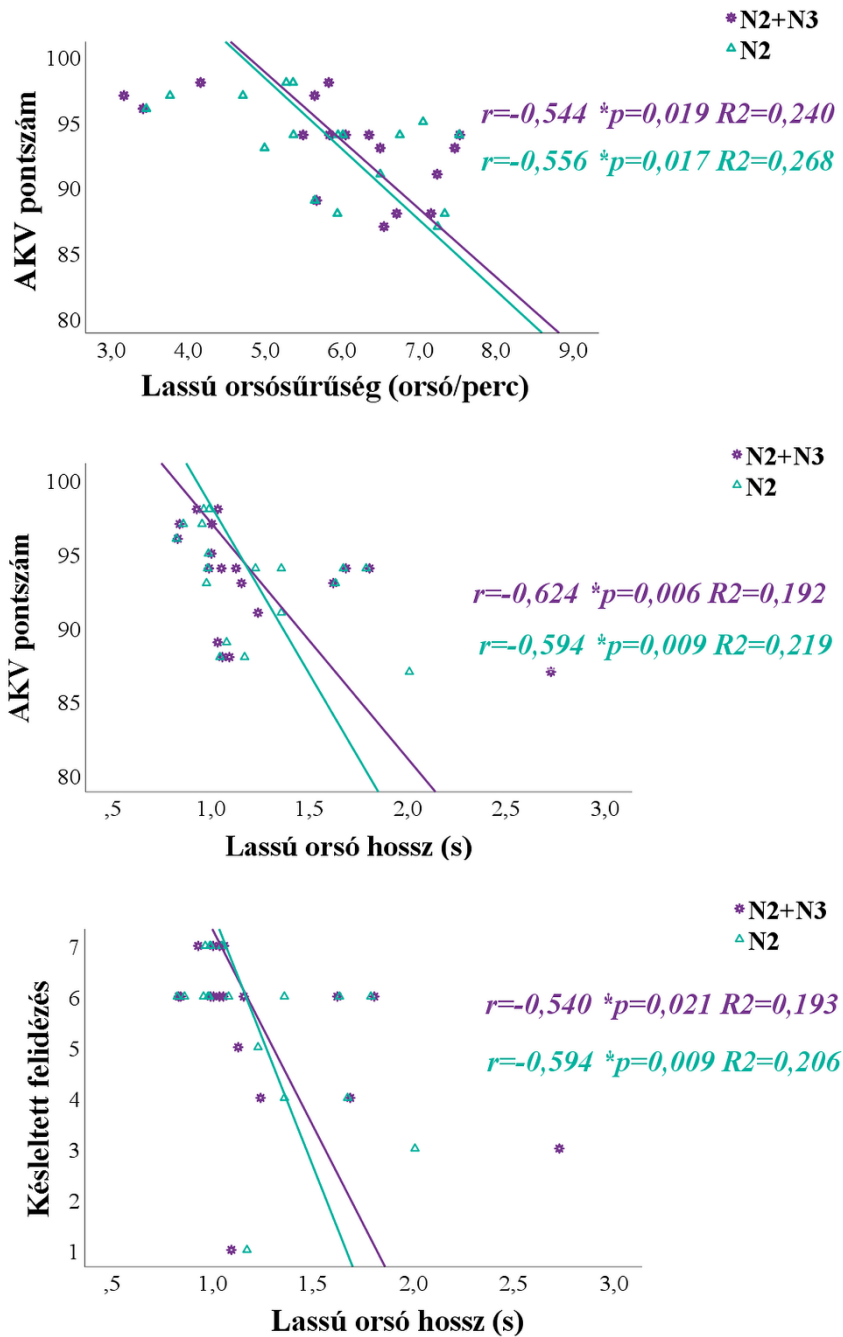 N2+N3
N2
AKV pontszám
100
95
90
85
80
r=-0,544 *p=0,019 R2=0,240
r=-0,556 *p=0,017 R2=0,268
3,0 4,0 5,0 6,0 7,0 8,0 9,0
Lassú orsósűrűség (orsó/perc)
N2+N3
N2
AKV pontszám
100
95
90
85
80
r=-0,624 *p=0,006 R2=0,192
r=-0,594 *p=0,009 R2=0,219
,5 1,0 1,5 2,0 2,5 3,0
Lassú orsó hossz (s)
N2+N3
N2
Késleltett felidézés
7
6
5
4
3
2
1
r=-0,540 *p=0,021 R2=0,193
r=-0,594 *p=0,009 R2=0,206
,5 1,0 1,5 2,0 2,5 3,0
Lassú orsó hossz (s)